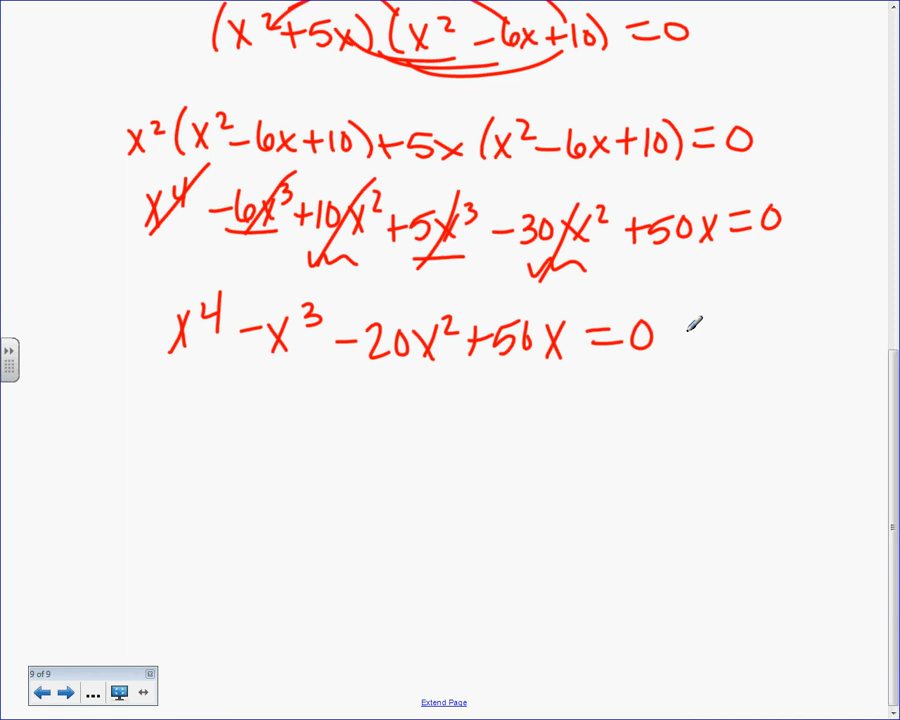 (x²+5x)(x²-6x+10)=0
x²(x²-6x+10)+5x(x²-6x+10)=0
x⁴-6x³+10x²+5x³-30x²+50x=0
x⁴-x³-20x²+50x=0
9 of 9
...
Extend Page